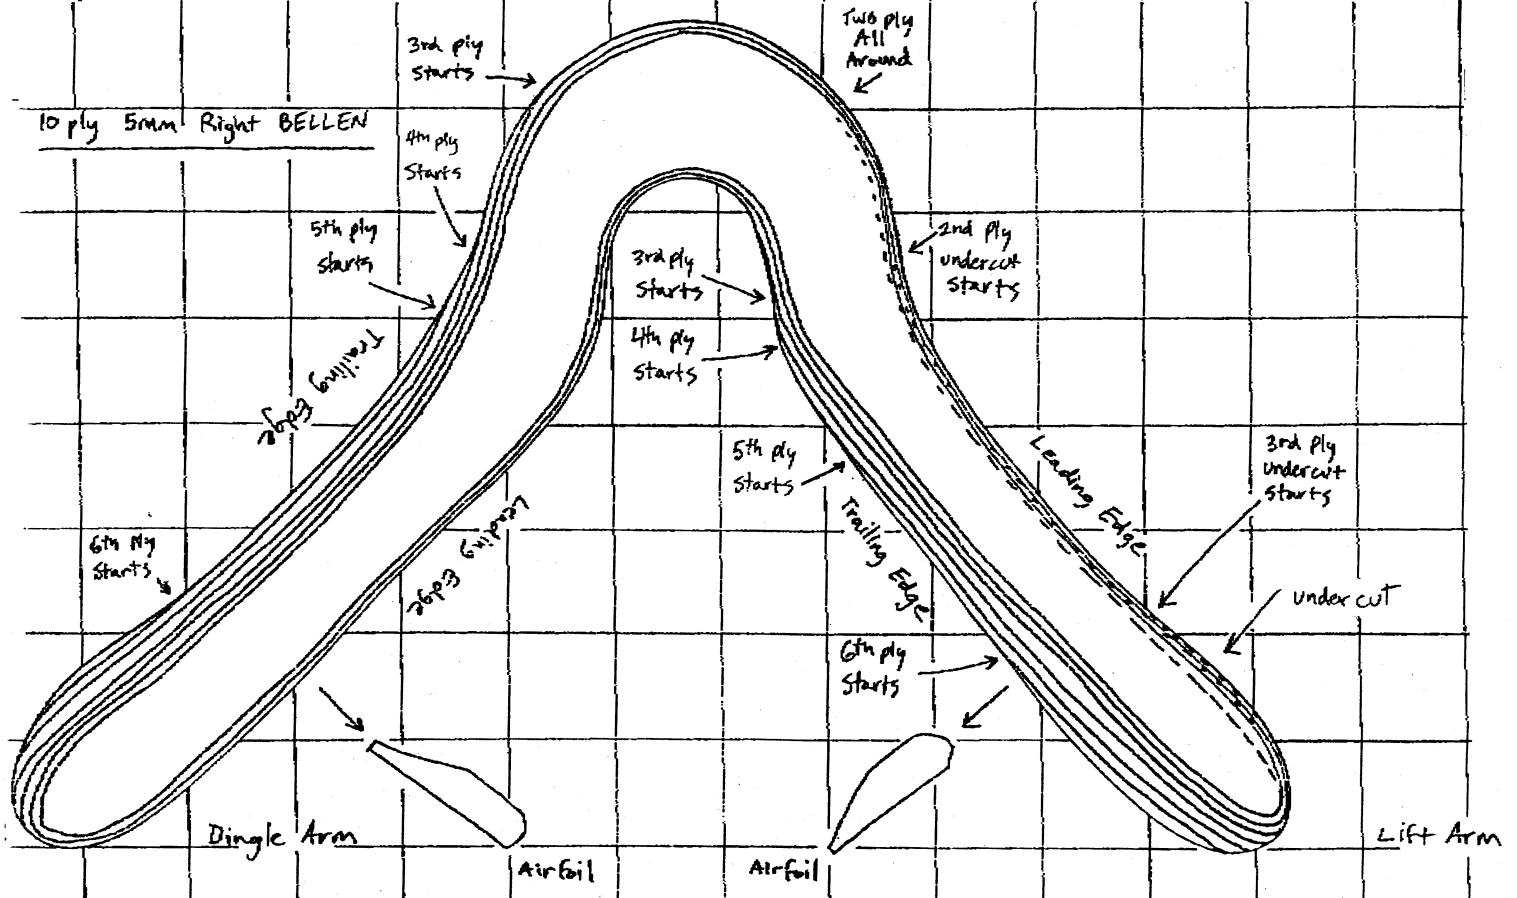 Two ply
All
Around
3rd ply
Starts
10 ply 5mm Right BELLEN
4th ply
Starts
5th ply
Starts
2nd Ply
undercut
Starts
3rd ply
Starts
4th ply
Starts
Trailing Edge
Leading Edge
3rd Ply
Undercut
Starts
5th ply
Starts
Trailing Edge
Leading Edge
6th Ply
Starts
undercut
6th ply
Starts
Dingle Arm
Lift Arm
Airfoil
Airfoil